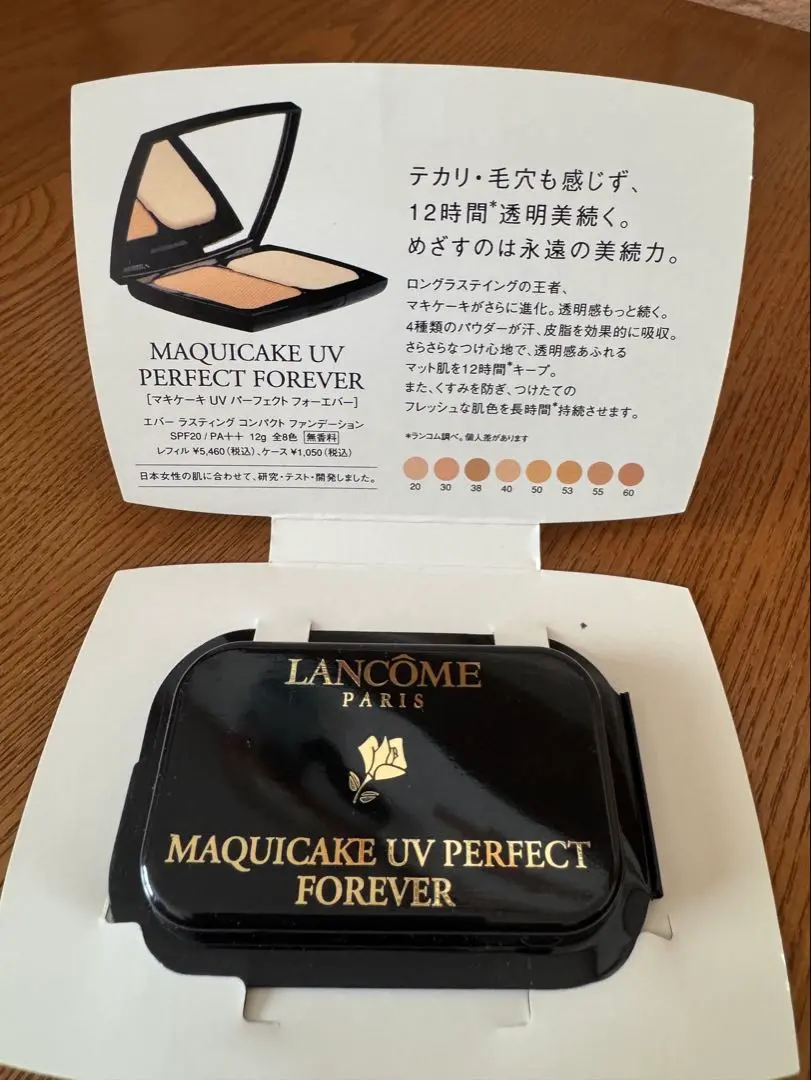 MAQUICAKE UV
PERFECT FOREVER
[マキケーキ UV パーフェクト フォーエバー]
エバー ラスティング コンパクト ファンデーション
SPF20 / PA++ 12g 全8色 無香料
レフィル ¥5,460(税込)、ケース ¥1,050(税込)
日本女性の肌に合わせて、研究・テスト・開発しました。
テカリ・毛穴も感じず、
12時間*透明美続く。
めざすのは永遠の美続力。
ロングラステイングの王者、
マキケーキがさらに進化。透明感もっと続く。
4種類のパウダーが汗、皮脂を効果的に吸収。
さらさらなつけ心地で、透明感あふれる
マット肌を12時間*キープ。
また、くすみを防ぎ、つけたての
フレッシュな肌色を長時間*持続させます。
*ランコム調べ。個人差があります
20 30 38 40 50 53 55 60
LANCÔME
PARIS
MAQUICAKE UV PERFECT
FOREVER